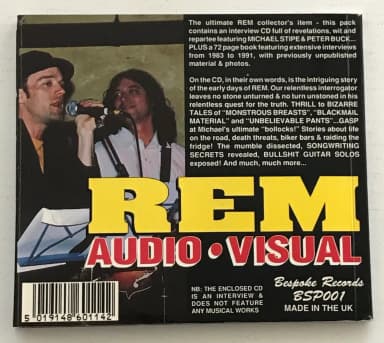 The ultimate REM collector's item - this pack
contains an interview CD full of revelations, wit and
repartee featuring MICHAEL STIPE & PETER BUCK...
PLUS a 72 page book featuring extensive interviews
from 1983 to 1991, with previously unpublished
material & photos.
On the CD, in their own words, is the intriguing story
of the early days of REM. Our relentless interrogator
leaves no stone unturned & no turn unstoned in his
relentless quest for the truth. THRILL to BIZARRE
TALES of "MONSTROUS BREASTS", "BLACKMAIL
MATERIAL" and "UNBELIEVABLE PANTS"...GASP
at Michael's ultimate "bollocks!" Stories about life
on the road, death threats, biker bars & raiding the
fridge! The mumble dissected, SONGWRITING
SECRETS revealed, BULLSHIT GUITAR SOLOS
exposed! And much, much more...
REM
AUDIO • VISUAL
5 019148 601142
NB: THE ENCLOSED CD
IS AN INTERVIEW &
DOES NOT FEATURE
ANY MUSICAL WORKS
Bespoke Records
BSP001
MADE IN THE UK